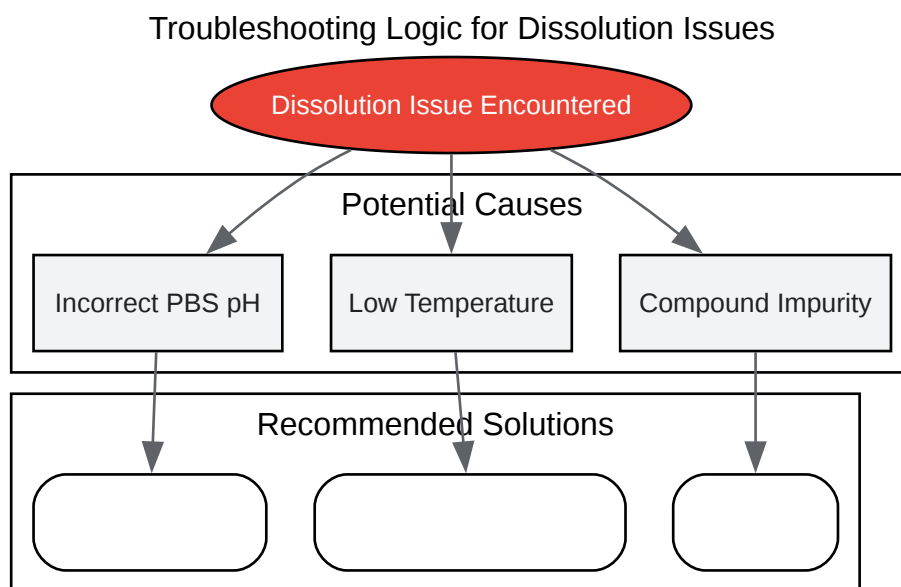 Troubleshooting Logic for Dissolution Issues
Dissolution Issue Encountered
Potential Causes
Incorrect PBS pH
Low Temperature
Compound Impurity
Recommended Solutions